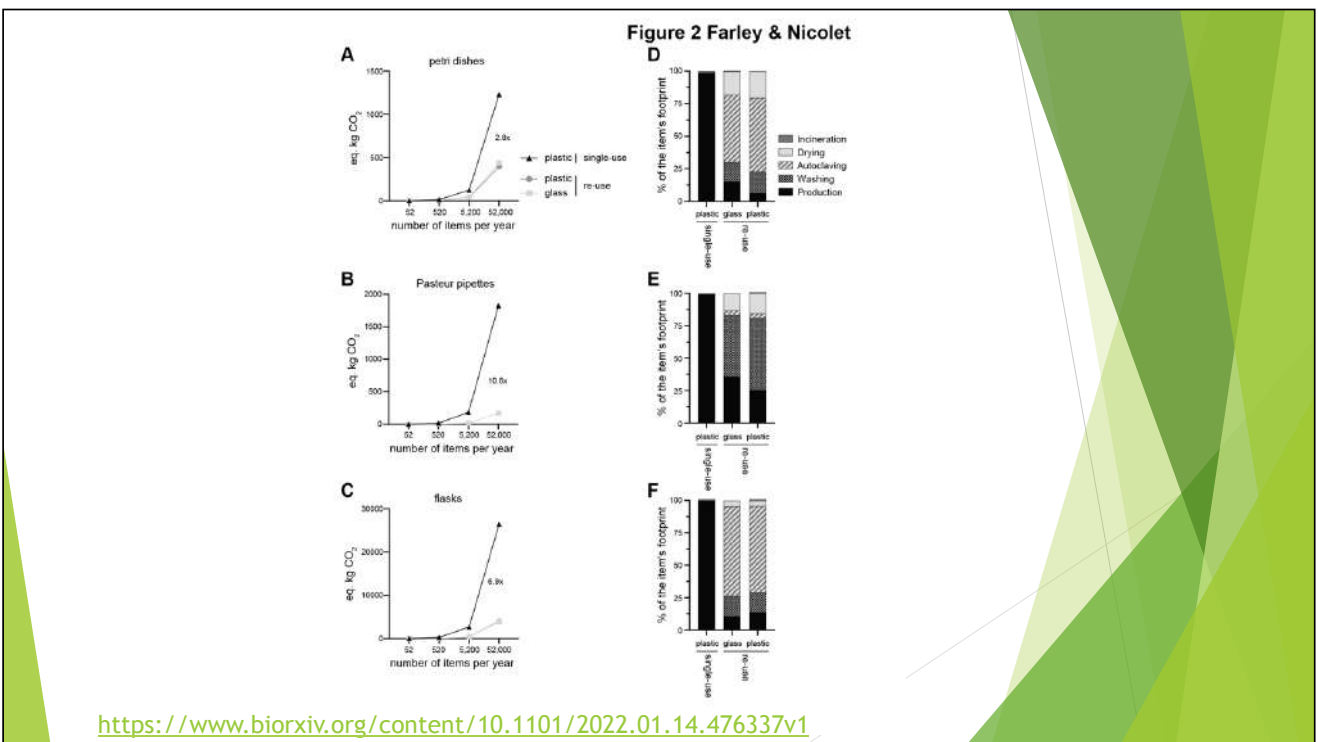 Figure 2 Farley & Nicolet
A
petri dishes
eq. kg CO2
1500
1000
500
0
2.8x
52 520 5,200 52,000
number of items per year
plastic single-use
plastic
glass
re-use
D
% of the item's footprint
100
75
50
25
0
plastic glass plastic
single-use
re-use
Incineration
Drying
Autoclaving
Washing
Production
B
Pasteur pipettes
eq. kg CO2
2000
1500
1000
500
0
52 520 5,200 52,000
number of items per year
E
% of the item's footprint
100
75
50
25
0
plastic glass plastic
single-use
re-use
C
flasks
eq. kg CO2
30000
20000
10000
0
6.9x
52 520 5,200 52,000
number of items per year
F
% of the item's footprint
100
75
50
25
0
plastic glass plastic
single-use
re-use
https://www.biorxiv.org/content/10.1101/2022.01.14.476337v1